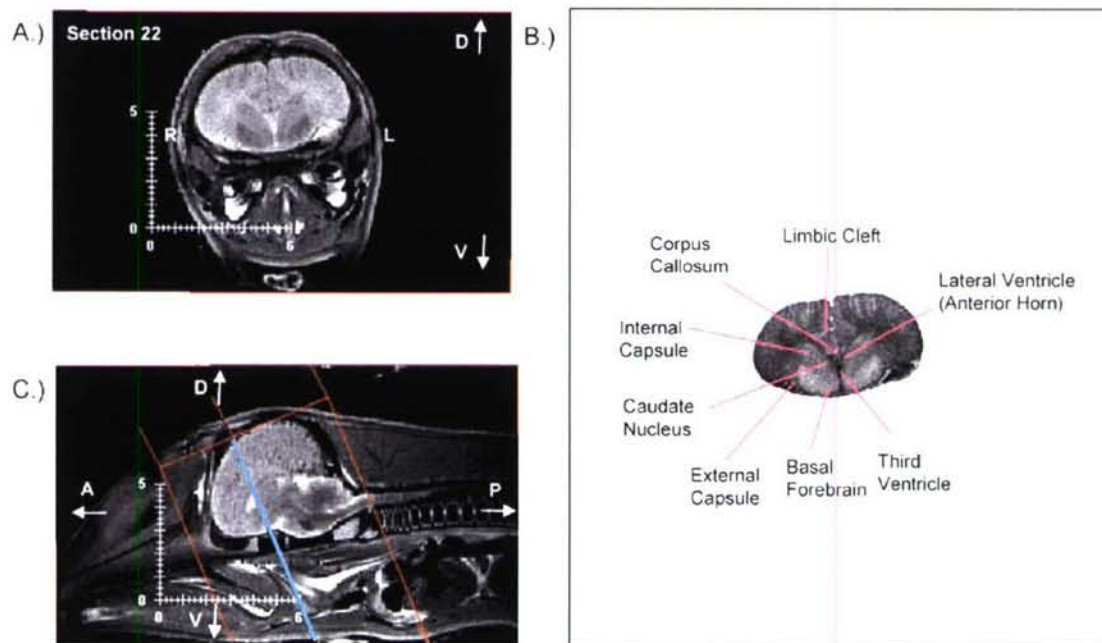 A.)
Section 22
D
5
R
L
0
0
6
V
B.)
Limbic Cleft
Corpus
Callosum
Lateral Ventricle
(Anterior Horn)
Internal
Capsule
Caudate
Nucleus
External
Capsule
Basal
Forebrain
Third
Ventricle
C.)
D
A
5
P
0
0
V
6